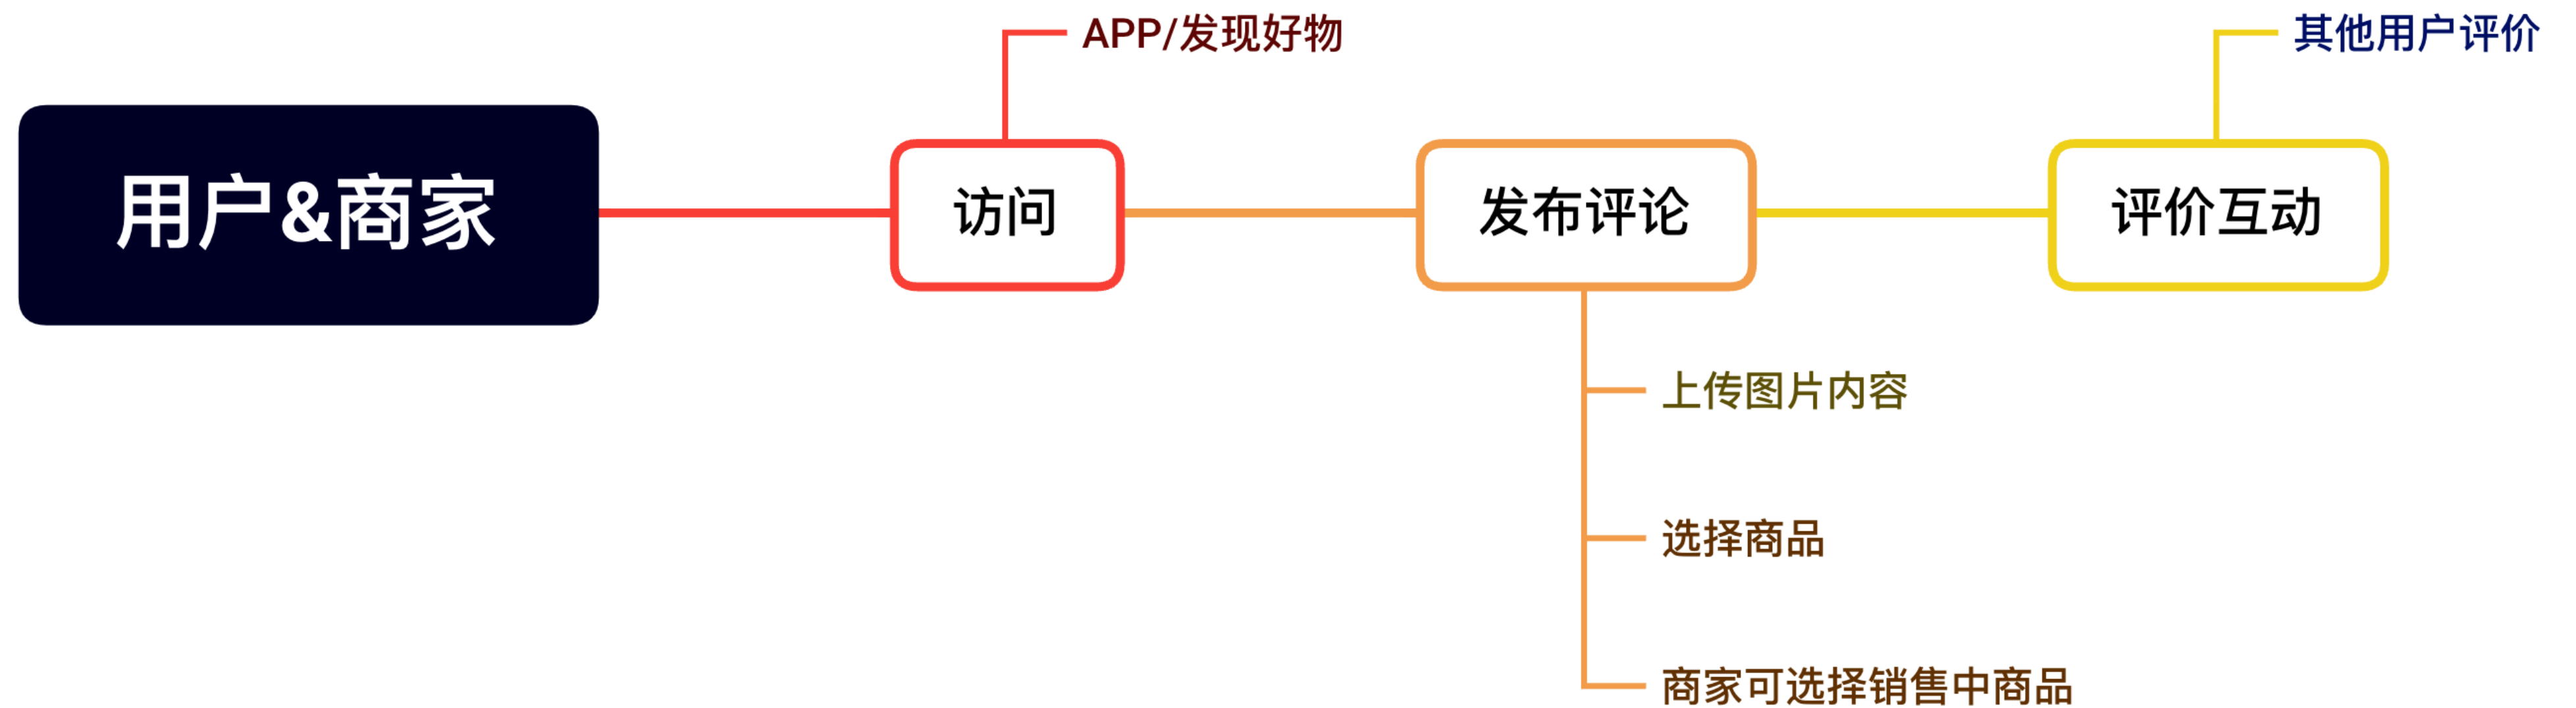 APP/发现好物
其他用户评价
用户&商家
访问
发布评论
评价互动
上传图片内容
选择商品
商家可选择销售中商品